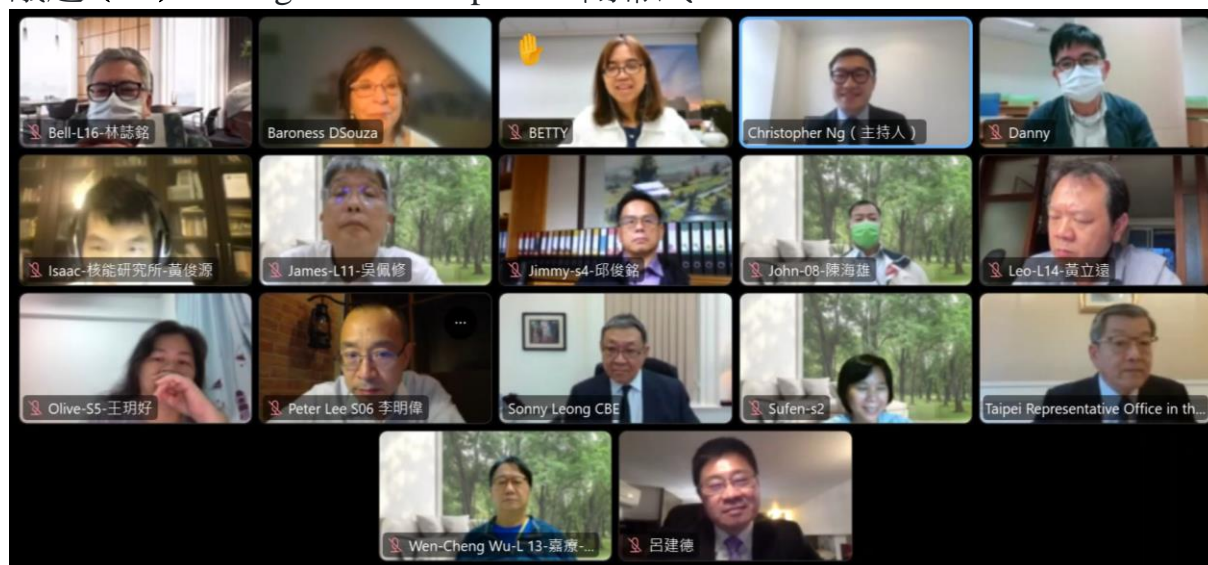 Bell-L16-林誌銘
Baroness DSouza
BETTY
Christopher Ng（主持人）
Danny
Isaac-核能研究所-黃俊源
James-L11-吳佩修
Jimmy-s4-邱俊銘
John-08-陳海雄
Leo-L14-黃立遠
Olive-S5-王玥好
Peter Lee S06 李明偉
Sonny Leong CBE
Sufen-s2
Taipei Representative Office in th...
Wen-Cheng Wu-L 13-嘉療-...
呂建德